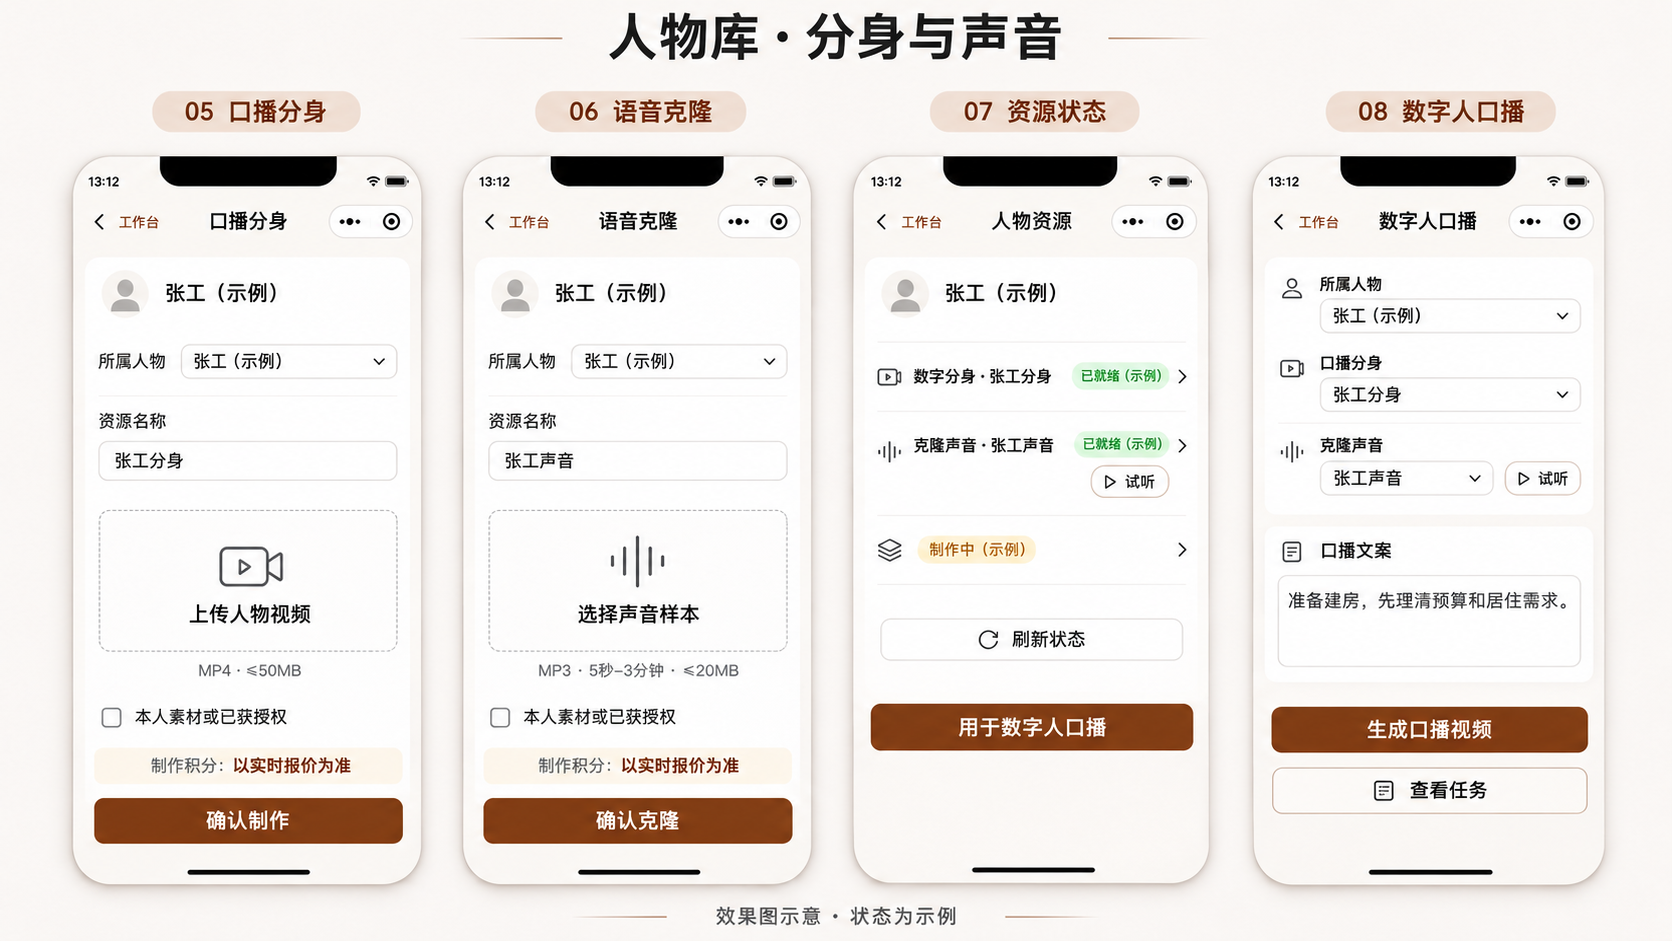 人物库·分身与声音
05 口播分身
13:12
工作台
口播分身
张工（示例）
所属人物
张工（示例）
资源名称
张工分身
上传人物视频
MP4 · ≤50MB
本人素材或已获授权
制作积分：以实时报价为准
确认制作
06 语音克隆
13:12
工作台
语音克隆
张工（示例）
所属人物
张工（示例）
资源名称
张工声音
选择声音样本
MP3 · 5秒–3分钟 · ≤20MB
本人素材或已获授权
制作积分：以实时报价为准
确认克隆
07 资源状态
13:12
工作台
人物资源
张工（示例）
数字分身 · 张工分身
已就绪（示例）
克隆声音 · 张工声音
已就绪（示例）
试听
制作中（示例）
刷新状态
用于数字人口播
08 数字人口播
13:12
工作台
数字人口播
所属人物
张工（示例）
口播分身
张工分身
克隆声音
张工声音
试听
口播文案
准备建房，先理清预算和居住需求。
生成口播视频
查看任务
效果图示意 · 状态为示例